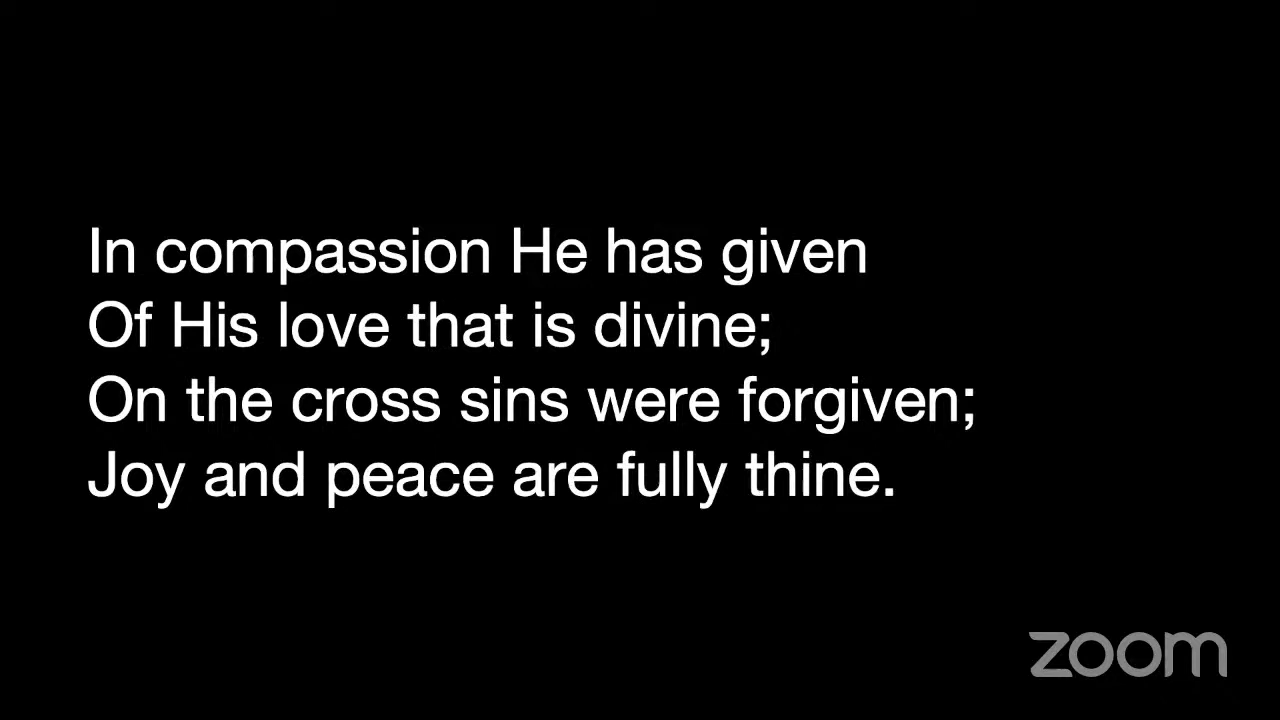 In compassion He has given
Of His love that is divine;
On the cross sins were forgiven;
Joy and peace are fully thine.
zoom